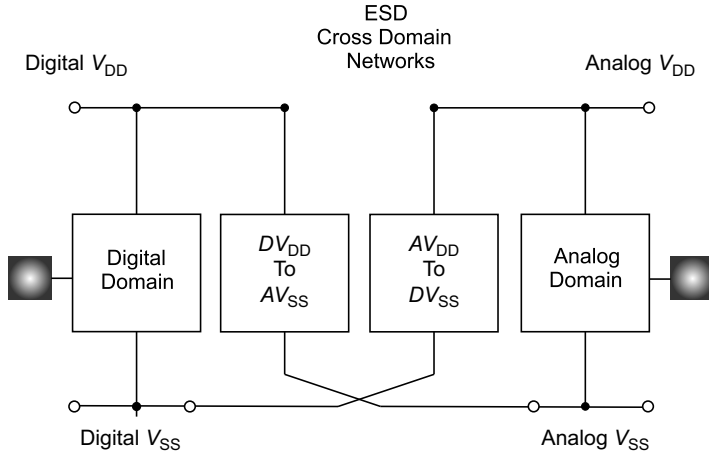 ESD
Cross Domain
Networks
Digital VDD
Analog VDD
Digital
Domain
DVDD
To
AVSS
AVDD
To
DVSS
Analog
Domain
Digital VSS
Analog VSS